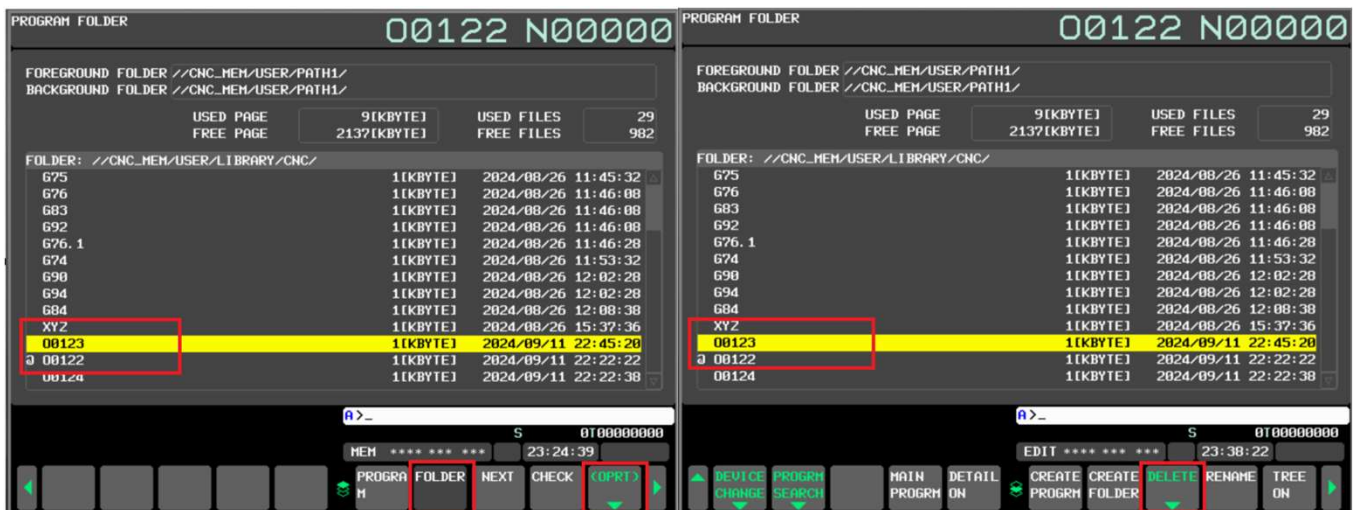 PROGRAM FOLDER
O0122 N00000
FOREGROUND FOLDER //CNC_MEM/USER/PATH1/
BACKGROUND FOLDER //CNC_MEM/USER/PATH1/
USED PAGE 9[KBYTE] USED FILES 29
FREE PAGE 2137[KBYTE] FREE FILES 982
FOLDER: //CNC_MEM/USER/LIBRARY/CNC/
G75 1[KBYTE] 2024/08/26 11:45:32
G76 1[KBYTE] 2024/08/26 11:46:08
G83 1[KBYTE] 2024/08/26 11:46:08
G92 1[KBYTE] 2024/08/26 11:46:08
G76.1 1[KBYTE] 2024/08/26 11:46:28
G74 1[KBYTE] 2024/08/26 11:53:32
G90 1[KBYTE] 2024/08/26 12:02:28
G94 1[KBYTE] 2024/08/26 12:02:28
G84 1[KBYTE] 2024/08/26 12:08:38
XYZ 1[KBYTE] 2024/08/26 15:37:36
O0123 1[KBYTE] 2024/09/11 22:45:20
O0122 1[KBYTE] 2024/09/11 22:22:22
O0124 1[KBYTE] 2024/09/11 22:22:38
A>_
S 0T00000000
MEM **** *** *** 23:24:39
PROGRA FOLDER NEXT CHECK (OPRT)
M
PROGRAM FOLDER
O0122 N00000
FOREGROUND FOLDER //CNC_MEM/USER/PATH1/
BACKGROUND FOLDER //CNC_MEM/USER/PATH1/
USED PAGE 9[KBYTE] USED FILES 29
FREE PAGE 2137[KBYTE] FREE FILES 982
FOLDER: //CNC_MEM/USER/LIBRARY/CNC/
G75 1[KBYTE] 2024/08/26 11:45:32
G76 1[KBYTE] 2024/08/26 11:46:08
G83 1[KBYTE] 2024/08/26 11:46:08
G92 1[KBYTE] 2024/08/26 11:46:08
G76.1 1[KBYTE] 2024/08/26 11:46:28
G74 1[KBYTE] 2024/08/26 11:53:32
G90 1[KBYTE] 2024/08/26 12:02:28
G94 1[KBYTE] 2024/08/26 12:02:28
G84 1[KBYTE] 2024/08/26 12:08:38
XYZ 1[KBYTE] 2024/08/26 15:37:36
O0123 1[KBYTE] 2024/09/11 22:45:20
O0122 1[KBYTE] 2024/09/11 22:22:22
O0124 1[KBYTE] 2024/09/11 22:22:38
A>_
S 0T00000000
EDIT **** *** *** 23:38:22
DEVICE PROGRM MAIN DETAIL CREATE CREATE DELETE RENAME TREE
CHANGE SEARCH PROGRM ON PROGRM FOLDER ON